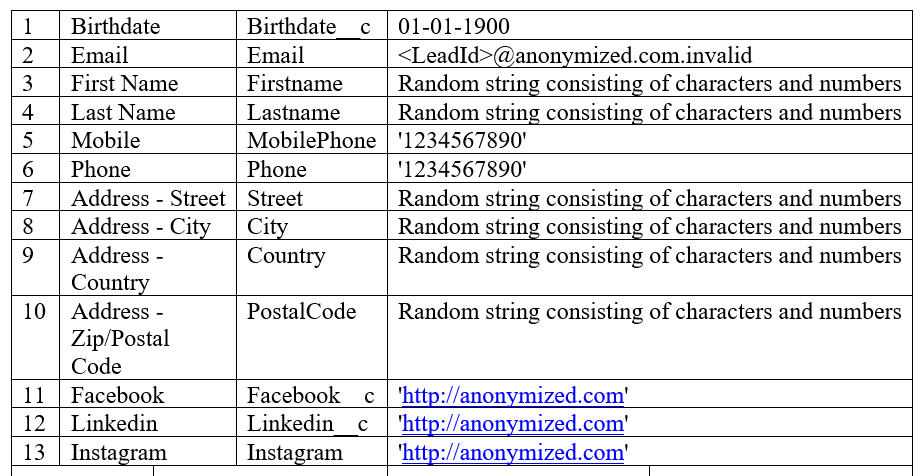 1 Birthdate Birthdate__c 01-01-1900
2 Email Email <LeadId>@anonymized.com.invalid
3 First Name Firstname Random string consisting of characters and numbers
4 Last Name Lastname Random string consisting of characters and numbers
5 Mobile MobilePhone '1234567890'
6 Phone Phone '1234567890'
7 Address - Street Street Random string consisting of characters and numbers
8 Address - City City Random string consisting of characters and numbers
9 Address - Country Random string consisting of characters and numbers
Country
10 Address - PostalCode Random string consisting of characters and numbers
Zip/Postal
Code
11 Facebook Facebook__c 'http://anonymized.com'
12 Linkedin Linkedin__c 'http://anonymized.com'
13 Instagram Instagram 'http://anonymized.com'